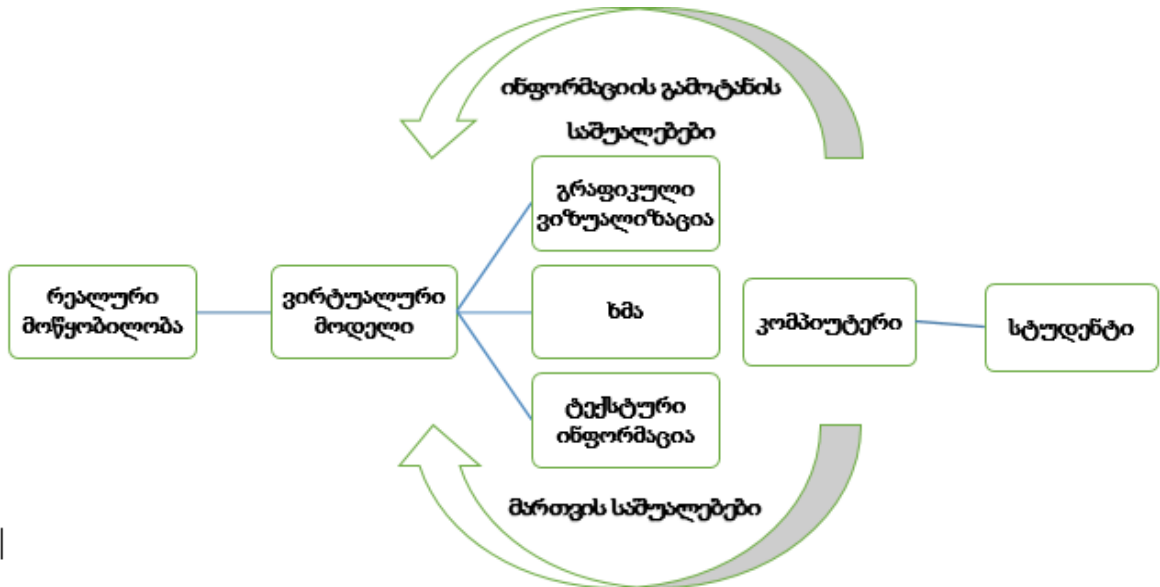 ინფორმაციის გამოტანის
საშუალებები
გრაფიკული
ვიზუალიზაცია
რეალური
მოწყობილობა
ვირტუალური
მოდელი
ხმა
კომპიუტერი
სტუდენტი
ტექსტური
ინფორმაცია
მართვის საშუალებები